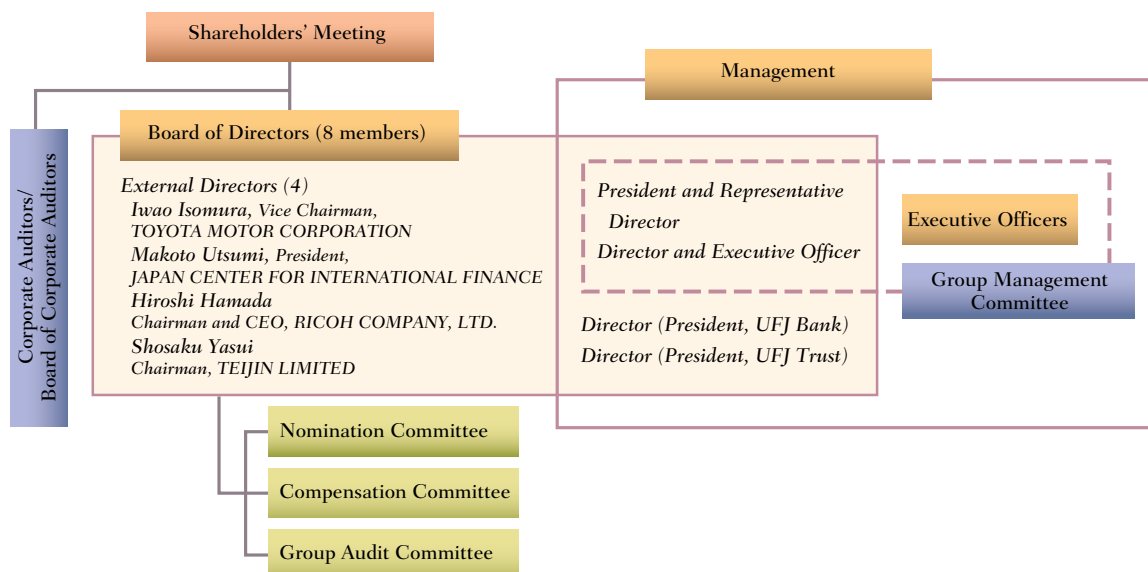 Shareholders' Meeting
Management
Corporate Auditors/
Board of Corporate Auditors
Board of Directors (8 members)
External Directors (4)
Iwao Isomura, Vice Chairman,
TOYOTA MOTOR CORPORATION
Makoto Utsumi, President,
JAPAN CENTER FOR INTERNATIONAL FINANCE
Hiroshi Hamada
Chairman and CEO, RICOH COMPANY, LTD.
Shosaku Yasui
Chairman, TEIJIN LIMITED
President and Representative
Director
Director and Executive Officer
Director (President, UFJ Bank)
Director (President, UFJ Trust)
Executive Officers
Group Management
Committee
Nomination Committee
Compensation Committee
Group Audit Committee